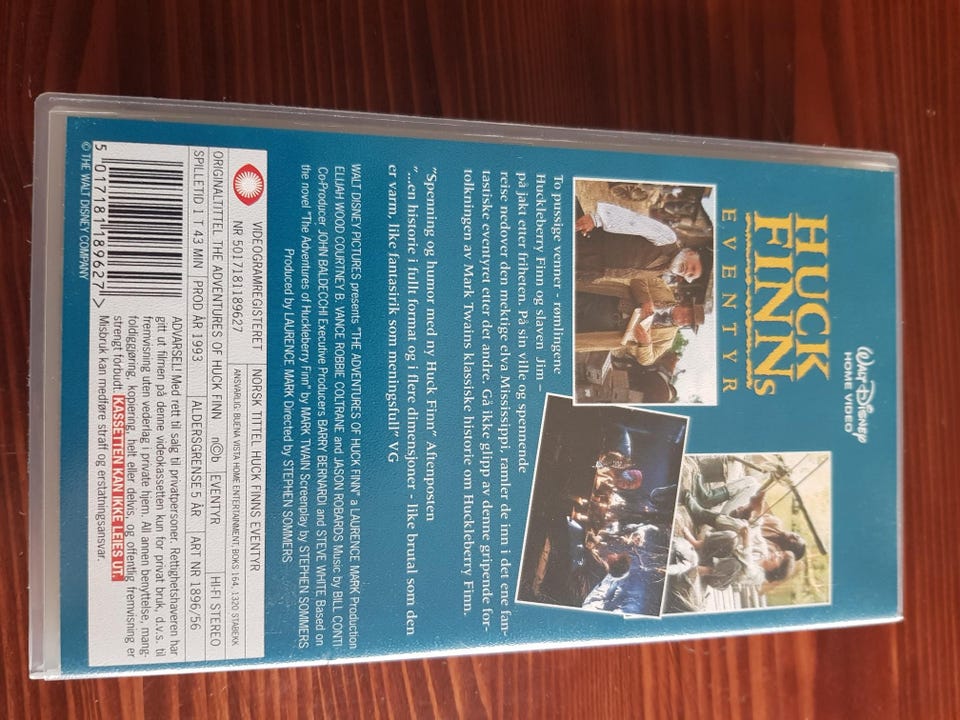 WALT DISNEY
HOME VIDEO
HUCK
FINNs
EVENTYR
To pussige venner - rømlingene
Huckleberry Finn og slaven Jim -
på jakt etter friheten. På sin ville og spennende
reise nedover den mektige elva Mississippi, ramler de inn i det ene fan-
tastiske eventyret etter det andre. Gå ikke glipp av denne gripende for-
tolkningen av Mark Twains klassiske historie om Huckleberry Finn.
"Spenning og humor med ny Huck Finn" Aftenposten
"...en historie i fullt format og i flere dimensjoner - like brutal som den
er varm, like fantasirik som meningsfull" VG
WALT DISNEY PICTURES presents "THE ADVENTURES OF HUCK FINN" a LAURENCE MARK Production
ELIJAH WOOD COURTNEY B. VANCE ROBBIE COLTRANE and JASON ROBARDS Music by BILL CONTI
Co-Producer JOHN BALDECCHI Executive Producers BARRY BERNARDI and STEVE WHITE Based on
the novel "The Adventures of Huckleberry Finn" by MARK TWAIN Screenplay by STEPHEN SOMMERS
Produced by LAURENCE MARK Directed by STEPHEN SOMMERS
VIDEOGRAMREGISTERET NORSK TITTEL HUCK FINNS EVENTYR
NR 5017181189627 ANSVARLIG: BUENA VISTA HOME ENTERTAINMENT, BOKS 164, 1320 STABEKK
ORIGINALTITTEL THE ADVENTURES OF HUCK FINN n©b EVENTYR HI-FI STEREO
SPILLETID 1 T 43 MIN PROD ÅR 1993 ALDERSGRENSE 5 ÅR ART NR 1896/56
ADVARSEL! Med rett til salg til privatpersoner. Rettighetshaveren har
gitt ut filmen på denne videokassetten kun for privat bruk, d.v.s. til
fremvisning uten vederlag i private hjem. All annen benyttelse, mang-
foldiggjøring, kopiering, helt eller delvis, og offentlig fremvisning er
strengt forbudt. KASSETTEN KAN IKKE LEIES UT.
Misbruk kan medføre straff og erstatningsansvar.
5 017181 189627 >
© THE WALT DISNEY COMPANY